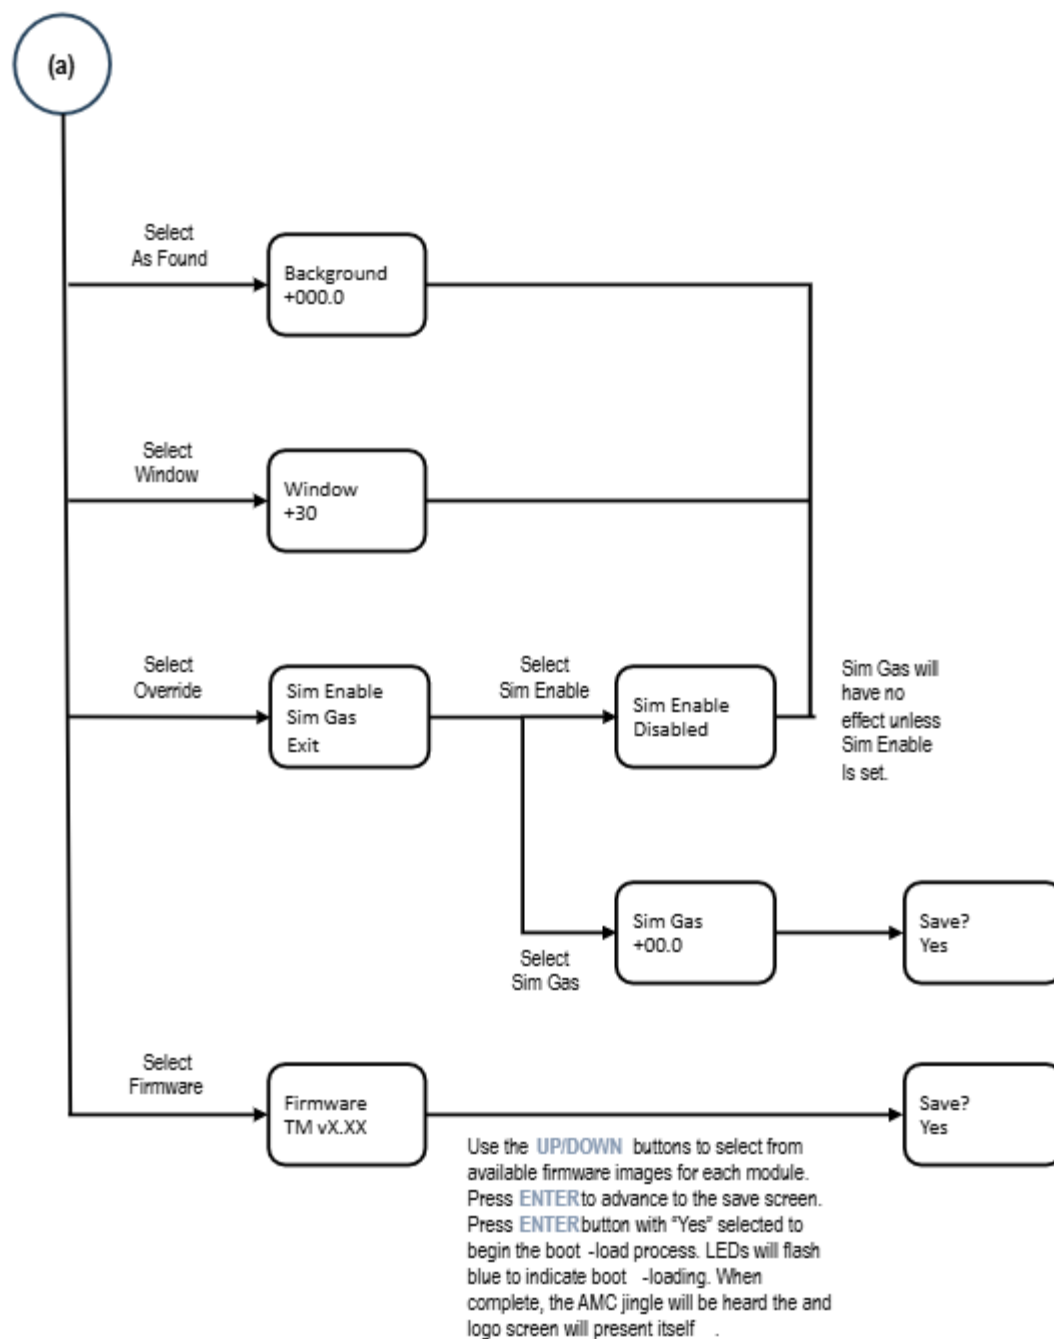 (a)
Select
As Found
Background
+000.0
Select
Window
Window
+30
Select
Override
Sim Enable
Sim Gas
Exit
Select
Sim Enable
Sim Enable
Disabled
Sim Gas will
have no
effect unless
Sim Enable
Is set.
Select
Sim Gas
Sim Gas
+00.0
Save?
Yes
Select
Firmware
Firmware
TM vX.XX
Save?
Yes
Use the UP/DOWN buttons to select from
available firmware images for each module.
Press ENTER to advance to the save screen.
Press ENTER button with "Yes" selected to
begin the boot -load process. LEDs will flash
blue to indicate boot -loading. When
complete, the AMC jingle will be heard the and
logo screen will present itself .